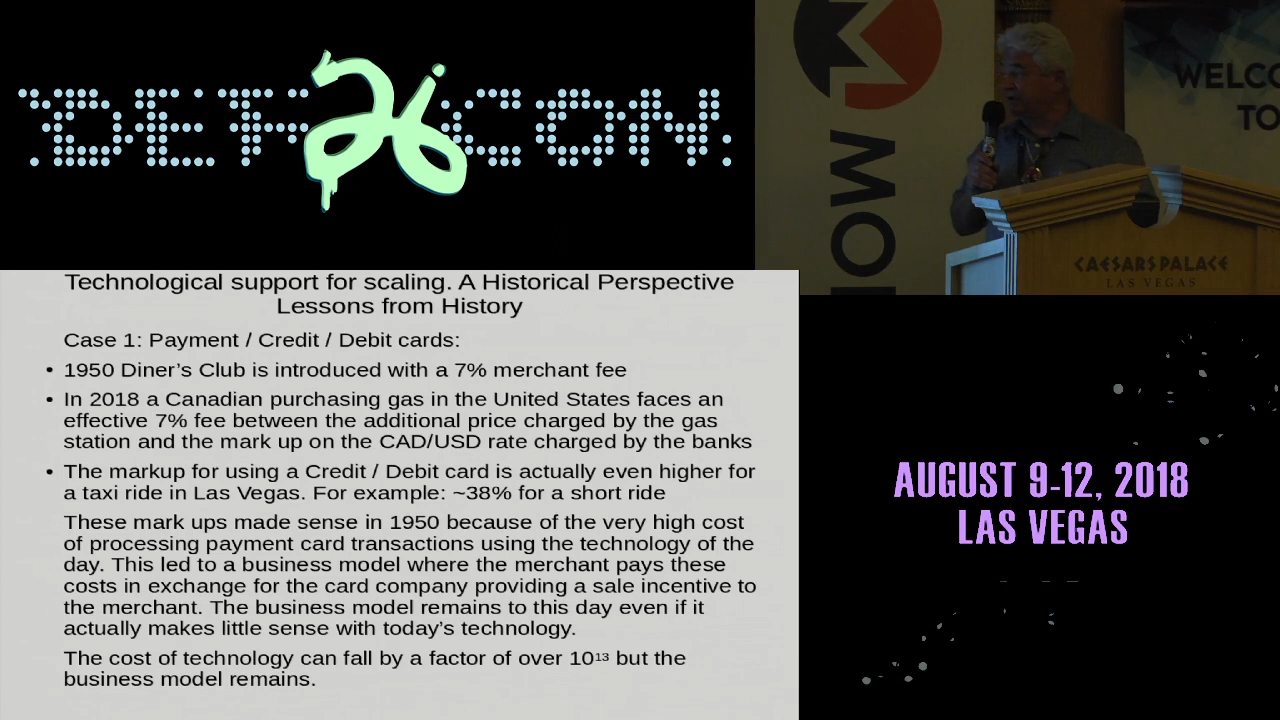 DEF 26 CON
WELCO
TO
MO
CAESARS PALACE
LAS VEGAS
Technological support for scaling. A Historical Perspective
Lessons from History
Case 1: Payment / Credit / Debit cards:
• 1950 Diner’s Club is introduced with a 7% merchant fee
• In 2018 a Canadian purchasing gas in the United States faces an
effective 7% fee between the additional price charged by the gas
station and the mark up on the CAD/USD rate charged by the banks
• The markup for using a Credit / Debit card is actually even higher for
a taxi ride in Las Vegas. For example: ~38% for a short ride
These mark ups made sense in 1950 because of the very high cost
of processing payment card transactions using the technology of the
day. This led to a business model where the merchant pays these
costs in exchange for the card company providing a sale incentive to
the merchant. The business model remains to this day even if it
actually makes little sense with today’s technology.
The cost of technology can fall by a factor of over 10¹³ but the
business model remains.
AUGUST 9-12, 2018
LAS VEGAS